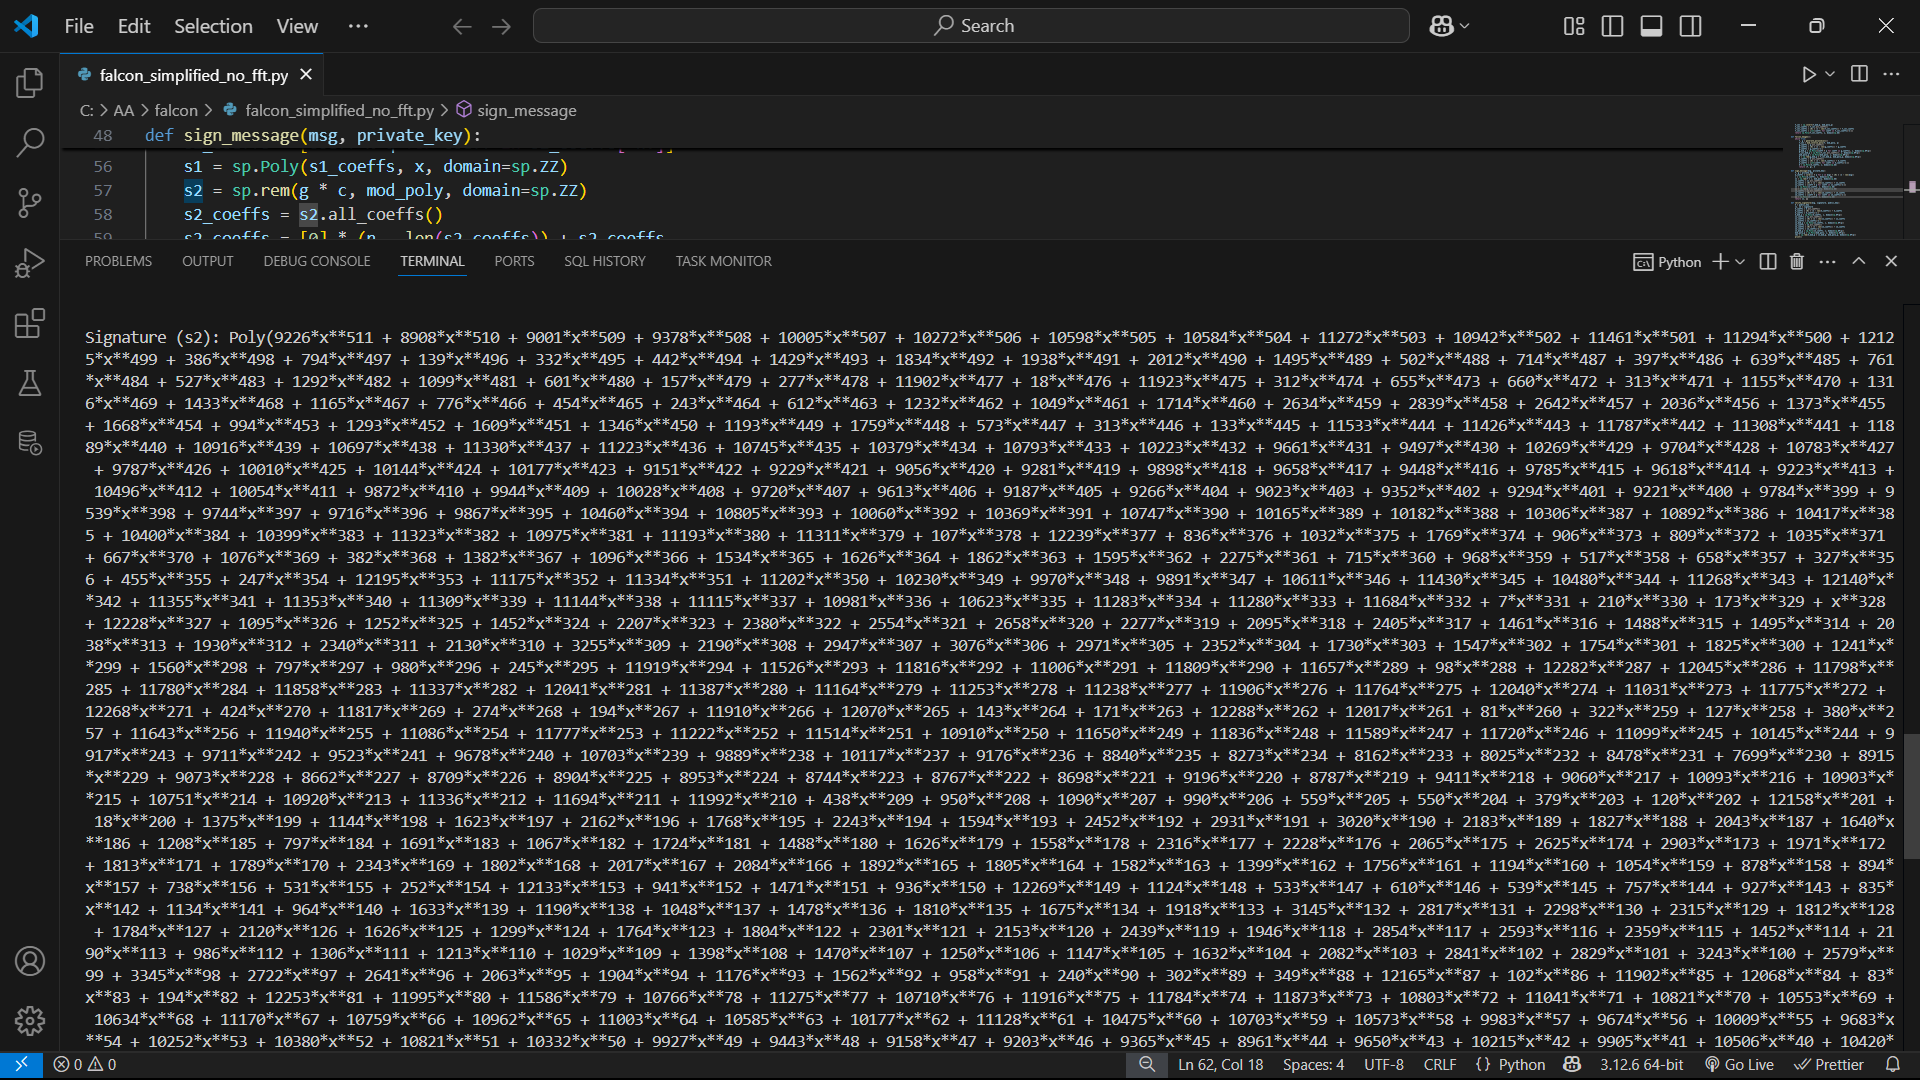 File Edit Selection View ··· Search
falcon_simplified_no_fft.py
C: > AA > falcon > falcon_simplified_no_fft.py > sign_message
48 def sign_message(msg, private_key):
56 s1 = sp.Poly(s1_coeffs, x, domain=sp.ZZ)
57 s2 = sp.rem(g * c, mod_poly, domain=sp.ZZ)
58 s2_coeffs = s2.all_coeffs()
59 s2_coeffs = [0] * (n - len(s2_coeffs)) + s2_coeffs
PROBLEMS OUTPUT DEBUG CONSOLE TERMINAL PORTS SQL HISTORY TASK MONITOR Python
Signature (s2): Poly(9226*x**511 + 8908*x**510 + 9001*x**509 + 9378*x**508 + 10005*x**507 + 10272*x**506 + 10598*x**505 + 10584*x**504 + 11272*x**503 + 10942*x**502 + 11461*x**501 + 11294*x**500 + 1212
5*x**499 + 386*x**498 + 794*x**497 + 139*x**496 + 332*x**495 + 442*x**494 + 1429*x**493 + 1834*x**492 + 1938*x**491 + 2012*x**490 + 1495*x**489 + 502*x**488 + 714*x**487 + 397*x**486 + 639*x**485 + 761
*x**484 + 527*x**483 + 1292*x**482 + 1099*x**481 + 601*x**480 + 157*x**479 + 277*x**478 + 11902*x**477 + 18*x**476 + 11923*x**475 + 312*x**474 + 655*x**473 + 660*x**472 + 313*x**471 + 1155*x**470 + 131
6*x**469 + 1433*x**468 + 1165*x**467 + 776*x**466 + 454*x**465 + 243*x**464 + 612*x**463 + 1232*x**462 + 1049*x**461 + 1714*x**460 + 2634*x**459 + 2839*x**458 + 2642*x**457 + 2036*x**456 + 1373*x**455
+ 1668*x**454 + 994*x**453 + 1293*x**452 + 1609*x**451 + 1346*x**450 + 1193*x**449 + 1759*x**448 + 573*x**447 + 313*x**446 + 133*x**445 + 11533*x**444 + 11426*x**443 + 11787*x**442 + 11308*x**441 + 118
89*x**440 + 10916*x**439 + 10697*x**438 + 11330*x**437 + 11223*x**436 + 10745*x**435 + 10379*x**434 + 10793*x**433 + 10223*x**432 + 9661*x**431 + 9497*x**430 + 10269*x**429 + 9704*x**428 + 10783*x**427
+ 9787*x**426 + 10010*x**425 + 10144*x**424 + 10177*x**423 + 9151*x**422 + 9229*x**421 + 9056*x**420 + 9281*x**419 + 9898*x**418 + 9658*x**417 + 9448*x**416 + 9785*x**415 + 9618*x**414 + 9223*x**413 +
10496*x**412 + 10054*x**411 + 9872*x**410 + 9944*x**409 + 10028*x**408 + 9720*x**407 + 9613*x**406 + 9187*x**405 + 9266*x**404 + 9023*x**403 + 9352*x**402 + 9294*x**401 + 9221*x**400 + 9784*x**399 + 9
539*x**398 + 9744*x**397 + 9716*x**396 + 9867*x**395 + 10460*x**394 + 10805*x**393 + 10060*x**392 + 10369*x**391 + 10747*x**390 + 10165*x**389 + 10182*x**388 + 10306*x**387 + 10892*x**386 + 10417*x**38
5 + 10400*x**384 + 10399*x**383 + 11323*x**382 + 10975*x**381 + 11193*x**380 + 11311*x**379 + 107*x**378 + 12239*x**377 + 836*x**376 + 1032*x**375 + 1769*x**374 + 906*x**373 + 809*x**372 + 1035*x**371
+ 667*x**370 + 1076*x**369 + 382*x**368 + 1382*x**367 + 1096*x**366 + 1534*x**365 + 1626*x**364 + 1862*x**363 + 1595*x**362 + 2275*x**361 + 715*x**360 + 968*x**359 + 517*x**358 + 658*x**357 + 327*x**35
6 + 455*x**355 + 247*x**354 + 12195*x**353 + 11175*x**352 + 11334*x**351 + 11202*x**350 + 10230*x**349 + 9970*x**348 + 9891*x**347 + 10611*x**346 + 11430*x**345 + 10480*x**344 + 11268*x**343 + 12140*x*
*342 + 11355*x**341 + 11353*x**340 + 11309*x**339 + 11144*x**338 + 11115*x**337 + 10981*x**336 + 10623*x**335 + 11283*x**334 + 11280*x**333 + 11684*x**332 + 7*x**331 + 210*x**330 + 173*x**329 + x**328
+ 12228*x**327 + 1095*x**326 + 1252*x**325 + 1452*x**324 + 2207*x**323 + 2380*x**322 + 2554*x**321 + 2658*x**320 + 2277*x**319 + 2095*x**318 + 2405*x**317 + 1461*x**316 + 1488*x**315 + 1495*x**314 + 20
38*x**313 + 1930*x**312 + 2340*x**311 + 2130*x**310 + 3255*x**309 + 2190*x**308 + 2947*x**307 + 3076*x**306 + 2971*x**305 + 2352*x**304 + 1730*x**303 + 1547*x**302 + 1754*x**301 + 1825*x**300 + 1241*x*
*299 + 1560*x**298 + 797*x**297 + 980*x**296 + 245*x**295 + 11919*x**294 + 11526*x**293 + 11816*x**292 + 11006*x**291 + 11809*x**290 + 11657*x**289 + 98*x**288 + 12282*x**287 + 12045*x**286 + 11798*x**
285 + 11780*x**284 + 11858*x**283 + 11337*x**282 + 12041*x**281 + 11387*x**280 + 11164*x**279 + 11253*x**278 + 11238*x**277 + 11906*x**276 + 11764*x**275 + 12040*x**274 + 11031*x**273 + 11775*x**272 +
12268*x**271 + 424*x**270 + 11817*x**269 + 274*x**268 + 194*x**267 + 11910*x**266 + 12070*x**265 + 143*x**264 + 171*x**263 + 12288*x**262 + 12017*x**261 + 81*x**260 + 322*x**259 + 127*x**258 + 380*x**2
57 + 11643*x**256 + 11940*x**255 + 11086*x**254 + 11777*x**253 + 11222*x**252 + 11514*x**251 + 10910*x**250 + 11650*x**249 + 11836*x**248 + 11589*x**247 + 11720*x**246 + 11099*x**245 + 10145*x**244 + 9
917*x**243 + 9711*x**242 + 9523*x**241 + 9678*x**240 + 10703*x**239 + 9889*x**238 + 10117*x**237 + 9176*x**236 + 8840*x**235 + 8273*x**234 + 8162*x**233 + 8025*x**232 + 8478*x**231 + 7699*x**230 + 8915
*x**229 + 9073*x**228 + 8662*x**227 + 8709*x**226 + 8904*x**225 + 8953*x**224 + 8744*x**223 + 8767*x**222 + 8698*x**221 + 9196*x**220 + 8787*x**219 + 9411*x**218 + 9060*x**217 + 10093*x**216 + 10903*x*
*215 + 10751*x**214 + 10920*x**213 + 11336*x**212 + 11694*x**211 + 11992*x**210 + 438*x**209 + 950*x**208 + 1090*x**207 + 990*x**206 + 559*x**205 + 550*x**204 + 379*x**203 + 120*x**202 + 12158*x**201 +
18*x**200 + 1375*x**199 + 1144*x**198 + 1623*x**197 + 2162*x**196 + 1768*x**195 + 2243*x**194 + 1594*x**193 + 2452*x**192 + 2931*x**191 + 3020*x**190 + 2183*x**189 + 1827*x**188 + 2043*x**187 + 1640*x
**186 + 1208*x**185 + 797*x**184 + 1691*x**183 + 1067*x**182 + 1724*x**181 + 1488*x**180 + 1626*x**179 + 1558*x**178 + 2316*x**177 + 2228*x**176 + 2065*x**175 + 2625*x**174 + 2903*x**173 + 1971*x**172
+ 1813*x**171 + 1789*x**170 + 2343*x**169 + 1802*x**168 + 2017*x**167 + 2084*x**166 + 1892*x**165 + 1805*x**164 + 1582*x**163 + 1399*x**162 + 1756*x**161 + 1194*x**160 + 1054*x**159 + 878*x**158 + 894*
x**157 + 738*x**156 + 531*x**155 + 252*x**154 + 12133*x**153 + 941*x**152 + 1471*x**151 + 936*x**150 + 12269*x**149 + 1124*x**148 + 533*x**147 + 610*x**146 + 539*x**145 + 757*x**144 + 927*x**143 + 835*
x**142 + 1134*x**141 + 964*x**140 + 1633*x**139 + 1190*x**138 + 1048*x**137 + 1478*x**136 + 1810*x**135 + 1675*x**134 + 1918*x**133 + 3145*x**132 + 2817*x**131 + 2298*x**130 + 2315*x**129 + 1812*x**128
+ 1784*x**127 + 2120*x**126 + 1626*x**125 + 1299*x**124 + 1764*x**123 + 1804*x**122 + 2301*x**121 + 2153*x**120 + 2439*x**119 + 1946*x**118 + 2854*x**117 + 2593*x**116 + 2359*x**115 + 1452*x**114 + 21
90*x**113 + 986*x**112 + 1306*x**111 + 1213*x**110 + 1029*x**109 + 1398*x**108 + 1470*x**107 + 1250*x**106 + 1147*x**105 + 1632*x**104 + 2082*x**103 + 2841*x**102 + 2829*x**101 + 3243*x**100 + 2579*x**
99 + 3345*x**98 + 2722*x**97 + 2641*x**96 + 2063*x**95 + 1904*x**94 + 1176*x**93 + 1562*x**92 + 958*x**91 + 240*x**90 + 302*x**89 + 349*x**88 + 12165*x**87 + 102*x**86 + 11902*x**85 + 12068*x**84 + 83*
x**83 + 194*x**82 + 12253*x**81 + 11995*x**80 + 11586*x**79 + 10766*x**78 + 11275*x**77 + 10710*x**76 + 11916*x**75 + 11784*x**74 + 11873*x**73 + 10803*x**72 + 11041*x**71 + 10821*x**70 + 10553*x**69 +
10634*x**68 + 11170*x**67 + 10759*x**66 + 10962*x**65 + 11003*x**64 + 10585*x**63 + 10177*x**62 + 11128*x**61 + 10475*x**60 + 10703*x**59 + 10573*x**58 + 9983*x**57 + 9674*x**56 + 10009*x**55 + 9683*x
**54 + 10252*x**53 + 10380*x**52 + 10821*x**51 + 10332*x**50 + 9927*x**49 + 9443*x**48 + 9158*x**47 + 9203*x**46 + 9365*x**45 + 8961*x**44 + 9650*x**43 + 10215*x**42 + 9905*x**41 + 10506*x**40 + 10420*
0 0 Ln 62, Col 18 Spaces: 4 UTF-8 CRLF {} Python 3.12.6 64-bit Go Live Prettier